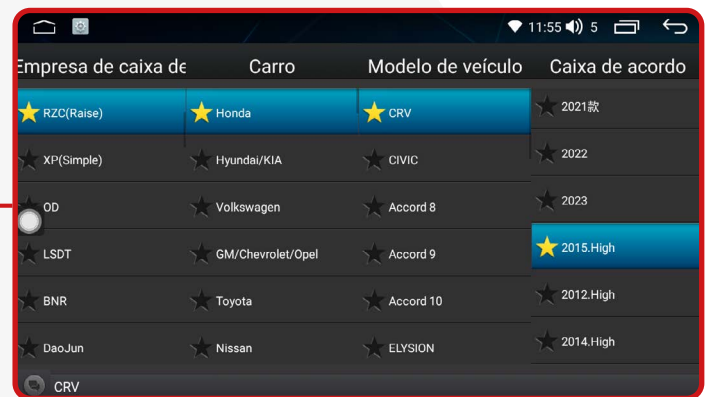 11:55 5
Empresa de caixa de Carro Modelo de veículo Caixa de acordo
RZC(Raise) Honda CRV 2021款
XP(Simple) Hyundai/KIA CIVIC 2022
OD Volkswagen Accord 8 2023
LSDT GM/Chevrolet/Opel Accord 9 2015.High
BNR Toyota Accord 10 2012.High
DaoJun Nissan ELYSION 2014.High
CRV